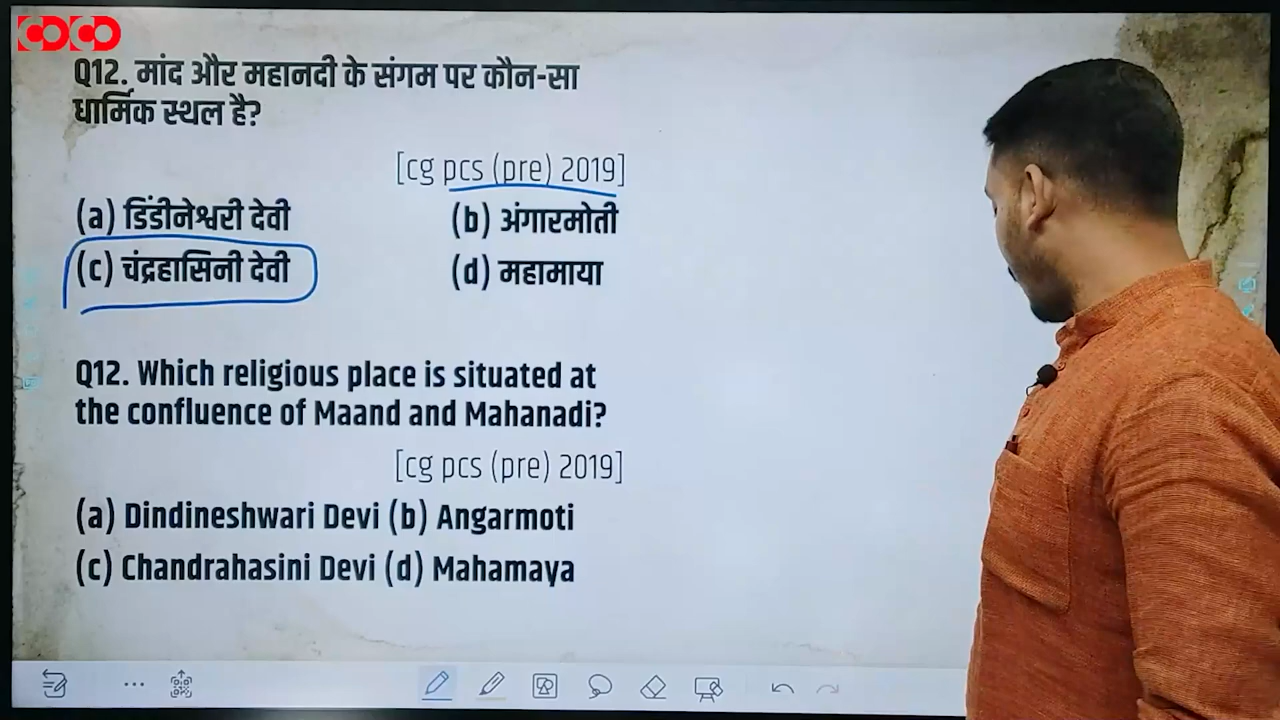 COCO
Q12. मांद और महानदी के संगम पर कौन-सा
धार्मिक स्थल है?
[cg pcs (pre) 2019]
(a) डिंडीनेश्वरी देवी (b) अंगारमोती
(c) चंद्रहासिनी देवी (d) महामाया
Q12. Which religious place is situated at
the confluence of Maand and Mahanadi?
[cg pcs (pre) 2019]
(a) Dindineshwari Devi (b) Angarmoti
(c) Chandrahasini Devi (d) Mahamaya